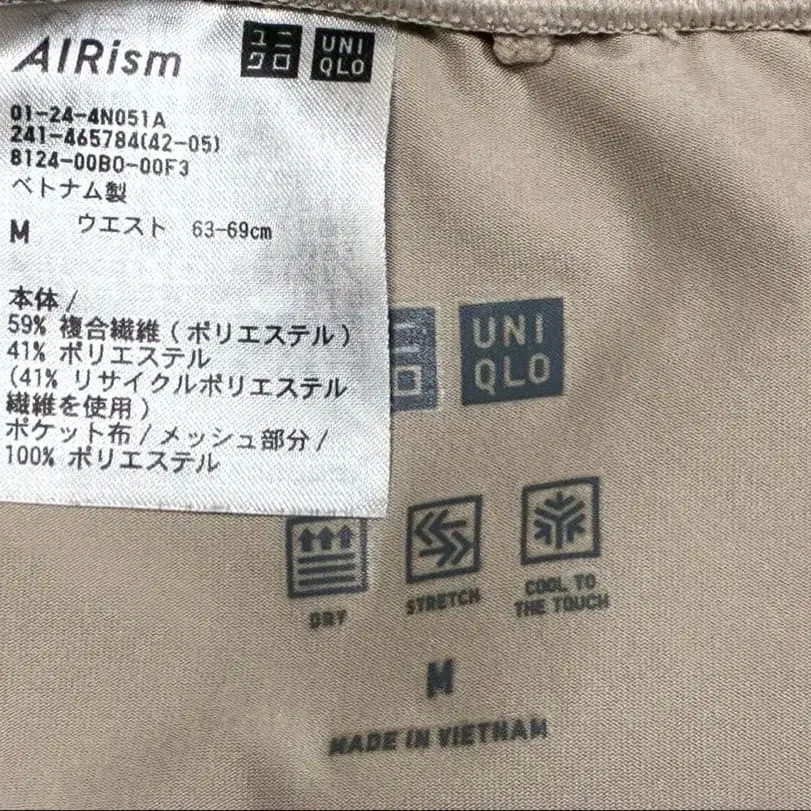 AIRism
ユニ
クロ
UNI
QLO
01-24-4N051A
241-465784(42-05)
8124-00B0-00F3
ベトナム製
M ウエスト 63-69cm
本体/
59% 複合繊維(ポリエステル)
41% ポリエステル
(41% リサイクルポリエステル
繊維を使用)
ポケット布/メッシュ部分/
100% ポリエステル
ニ
ロ
UNI
QLO
DRY
STRETCH
COOL TO
THE TOUCH
M
MADE IN VIETNAM